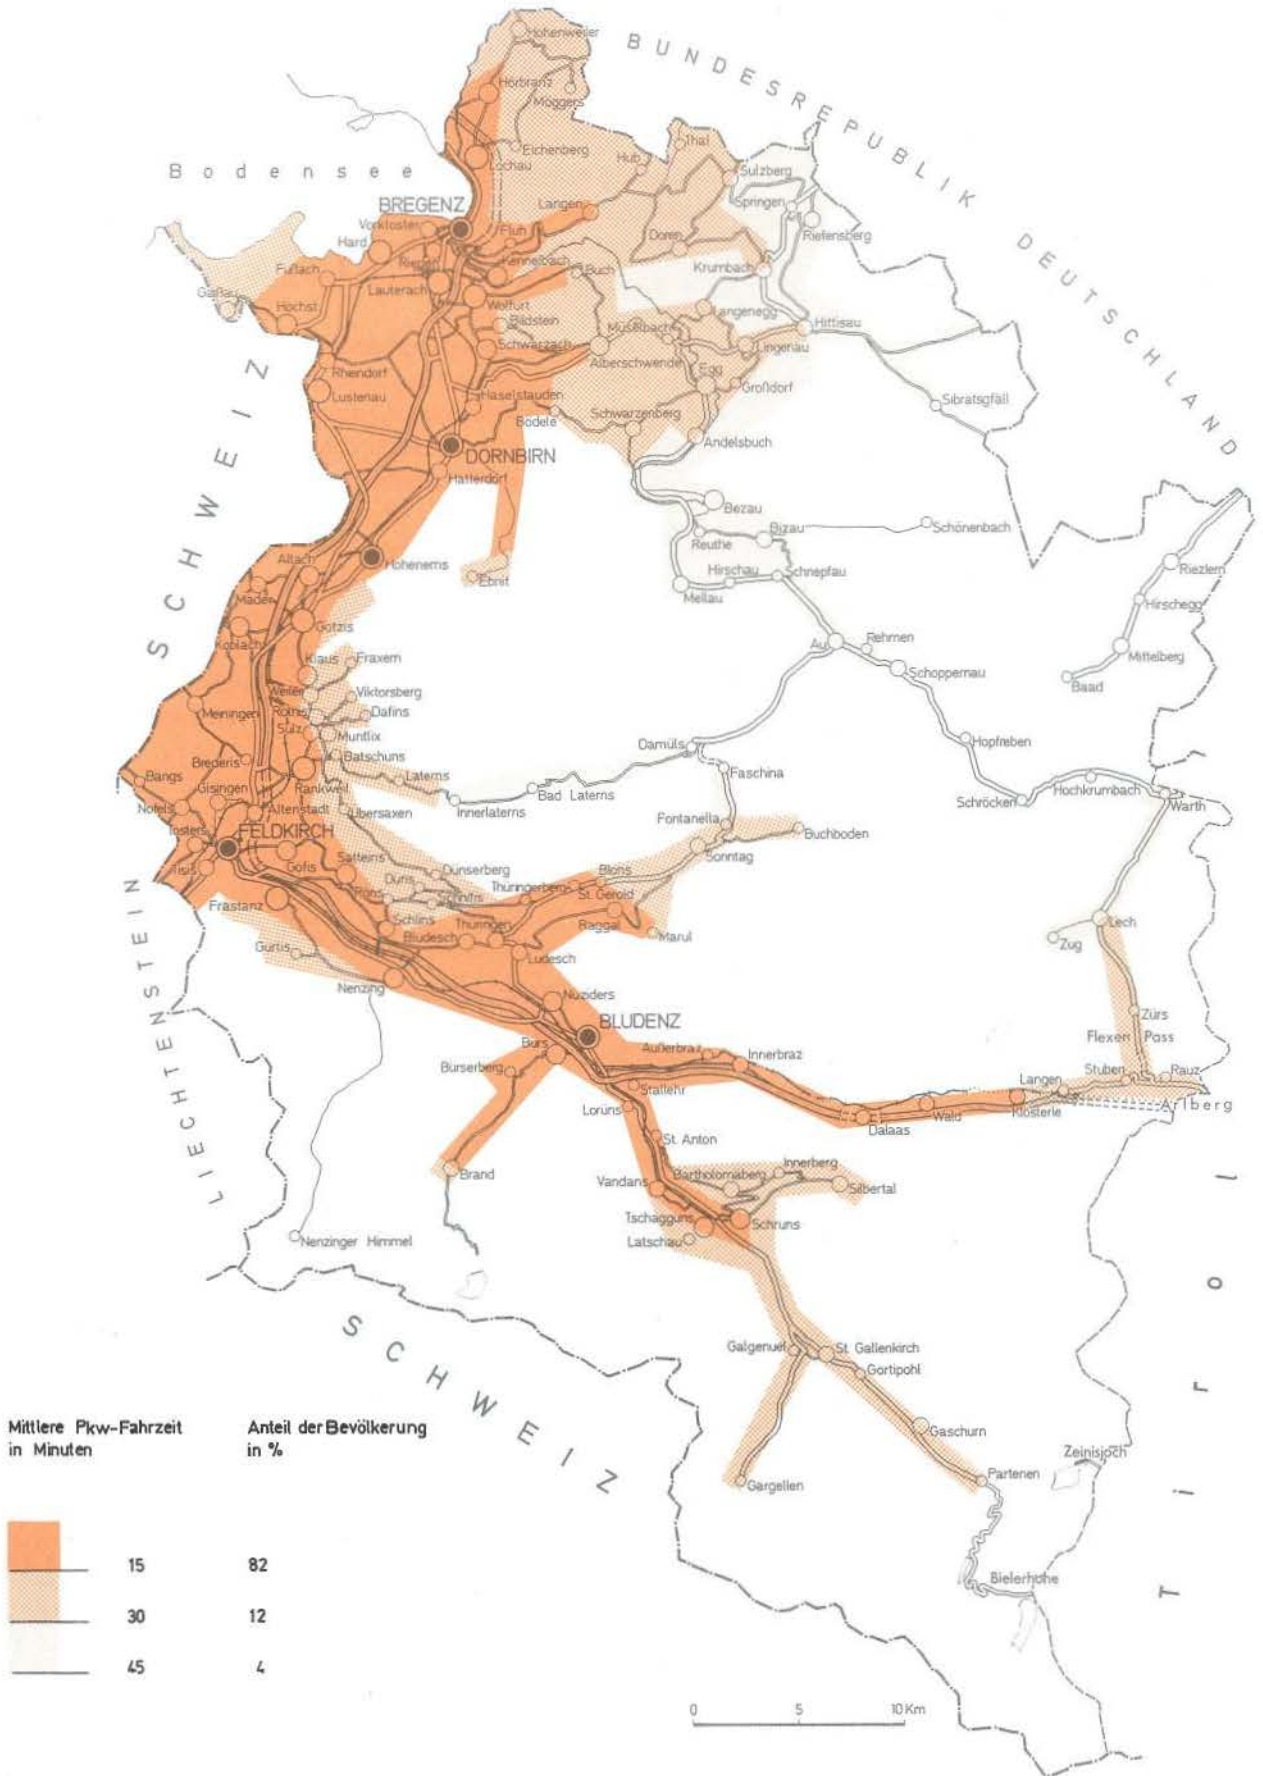 BUNDESREPUBLIK DEUTSCHLAND
Hohenweiler
Hörbranz
Möggers
Eichenberg
Lochau
Bodensee
Thal
Hub
Sulzberg
BREGENZ
Langen
Springen
Vorkloster
Fluh
Riefensberg
Hard
Doren
Rieden
Kennelbach
Buch
Krumbach
Fußach
Lauterach
Gaißau
Höchst
Wolfurt
Langenegg
Bildstein
Müselbach
Hittisau
Schwarzach
Alberschwende
Lingenau
Rheindorf
Egg
Großdorf
Lustenau
Haselstauden
Sibratsgfäll
Bödele
Schwarzenberg
Andelsbuch
DORNBIRN
Hatlerdorf
SCHWEIZ
Bezau
Bizau
Schönenbach
Reuthe
Hohenems
Altach
Ebnit
Hirschau
Schnepfau
Mellau
Riezlern
Mäder
Hirschegg
Götzis
Koblach
Au
Rehmen
Mittelberg
Klaus
Fraxern
Schoppernau
Baad
Weiler
Viktorsberg
Röthis
Dafins
Meiningen
Sulz
Muntlix
Damüls
Hopfreben
Brederis
Batschuns
Faschina
Bangs
Laterns
Bad Laterns
Hochkrumbach
Gisingen
Rankweil
Innerlaterns
Schröcken
Warth
Nofels
Altenstadt
Übersaxen
Fontanella
Buchboden
Tosters
FELDKIRCH
Sonntag
Tisis
Göfis
Satteins
Dünserberg
Blons
Düns
Thüringerberg
St. Gerold
Röns
Schnifis
Frastanz
Schlins
Thüringen
Raggal
Lech
Bludesch
Marul
Zug
Gurtis
Ludesch
LIECHTENSTEIN
Nenzing
Nüziders
Zürs
BLUDENZ
Flexen Pass
Bürs
Außerbraz
Innerbraz
Bürserberg
Stuben
Rauz
Stallehr
Langen
Lorüns
Wald
Klösterle
Arlberg
Dalaas
St. Anton
Brand
Bartholomäberg
Innerberg
Vandans
Silbertal
Tschagguns
Schruns
Latschau
Nenzinger Himmel
Tirol
SCHWEIZ
Galgenuel
St. Gallenkirch
Gortipohl
Gaschurn
Zeinisjoch
Gargellen
Partenen
Bielerhöhe
Mittlere Pkw-Fahrzeit
in Minuten
Anteil der Bevölkerung
in %
15 82
30 12
45 4
0 5 10 Km